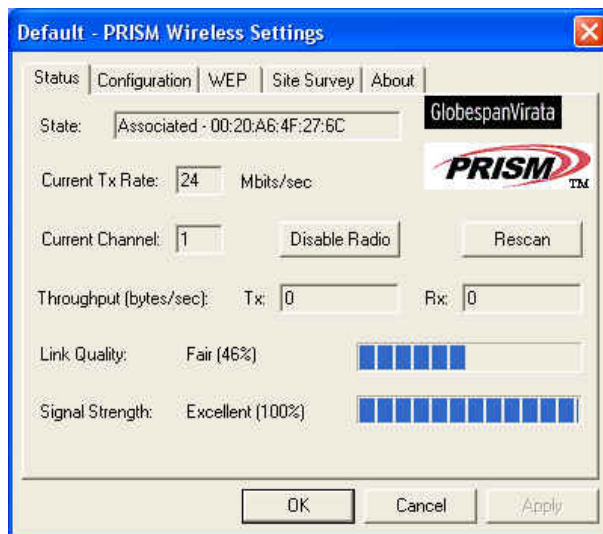 Default - PRISM Wireless Settings
Status Configuration WEP Site Survey About
GlobespanVirata
State: Associated - 00:20:A6:4F:27:6C
PRISM TM
Current Tx Rate: 24 Mbits/sec
Current Channel: 1 Disable Radio Rescan
Throughput (bytes/sec): Tx: 0 Rx: 0
Link Quality: Fair (46%)
Signal Strength: Excellent (100%)
OK Cancel Apply